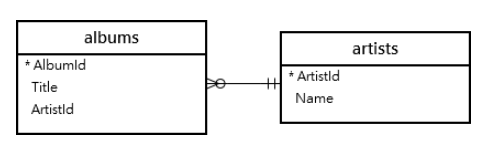 albums
* AlbumId
Title
ArtistId
artists
* ArtistId
Name